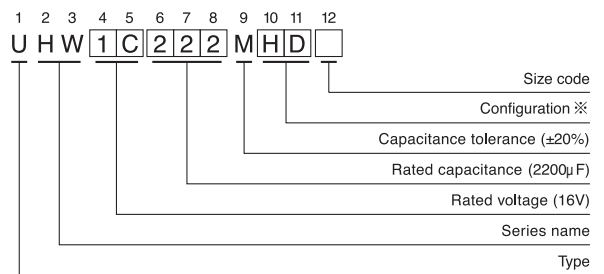 1 2 3 4 5 6 7 8 9 10 11 12
U H W 1 C 2 2 2 M H D
Size code
Configuration ※
Capacitance tolerance (±20%)
Rated capacitance (2200µF)
Rated voltage (16V)
Series name
Type